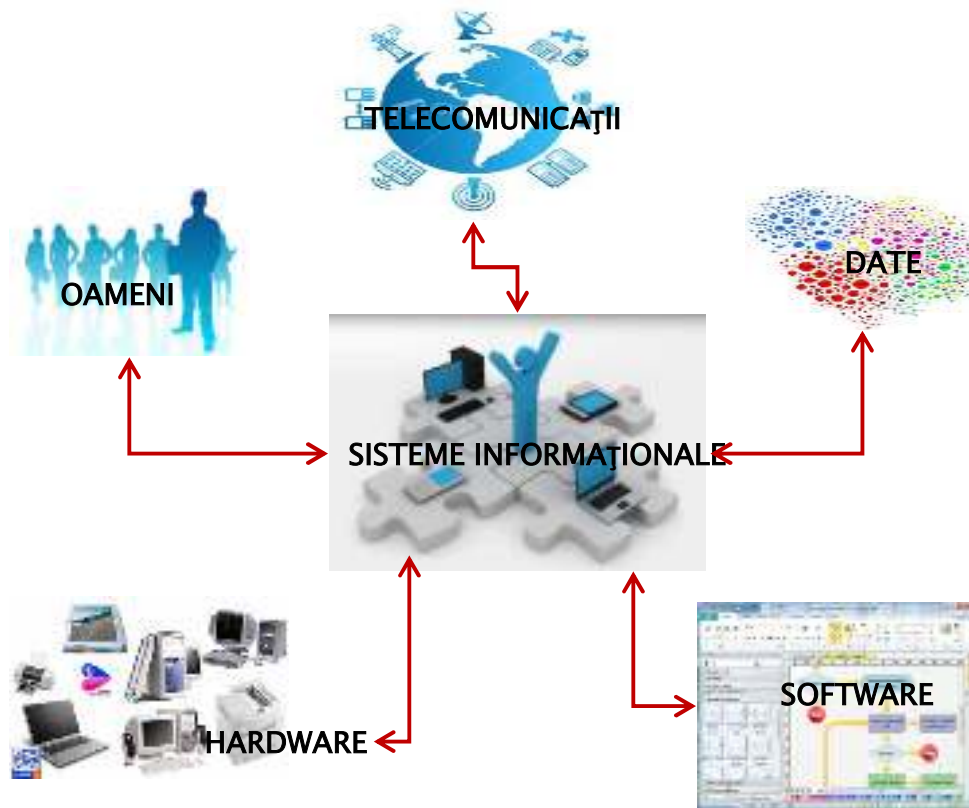 TELECOMUNICAŢII
DATE
OAMENI
SISTEME INFORMAŢIONALE
SOFTWARE
HARDWARE